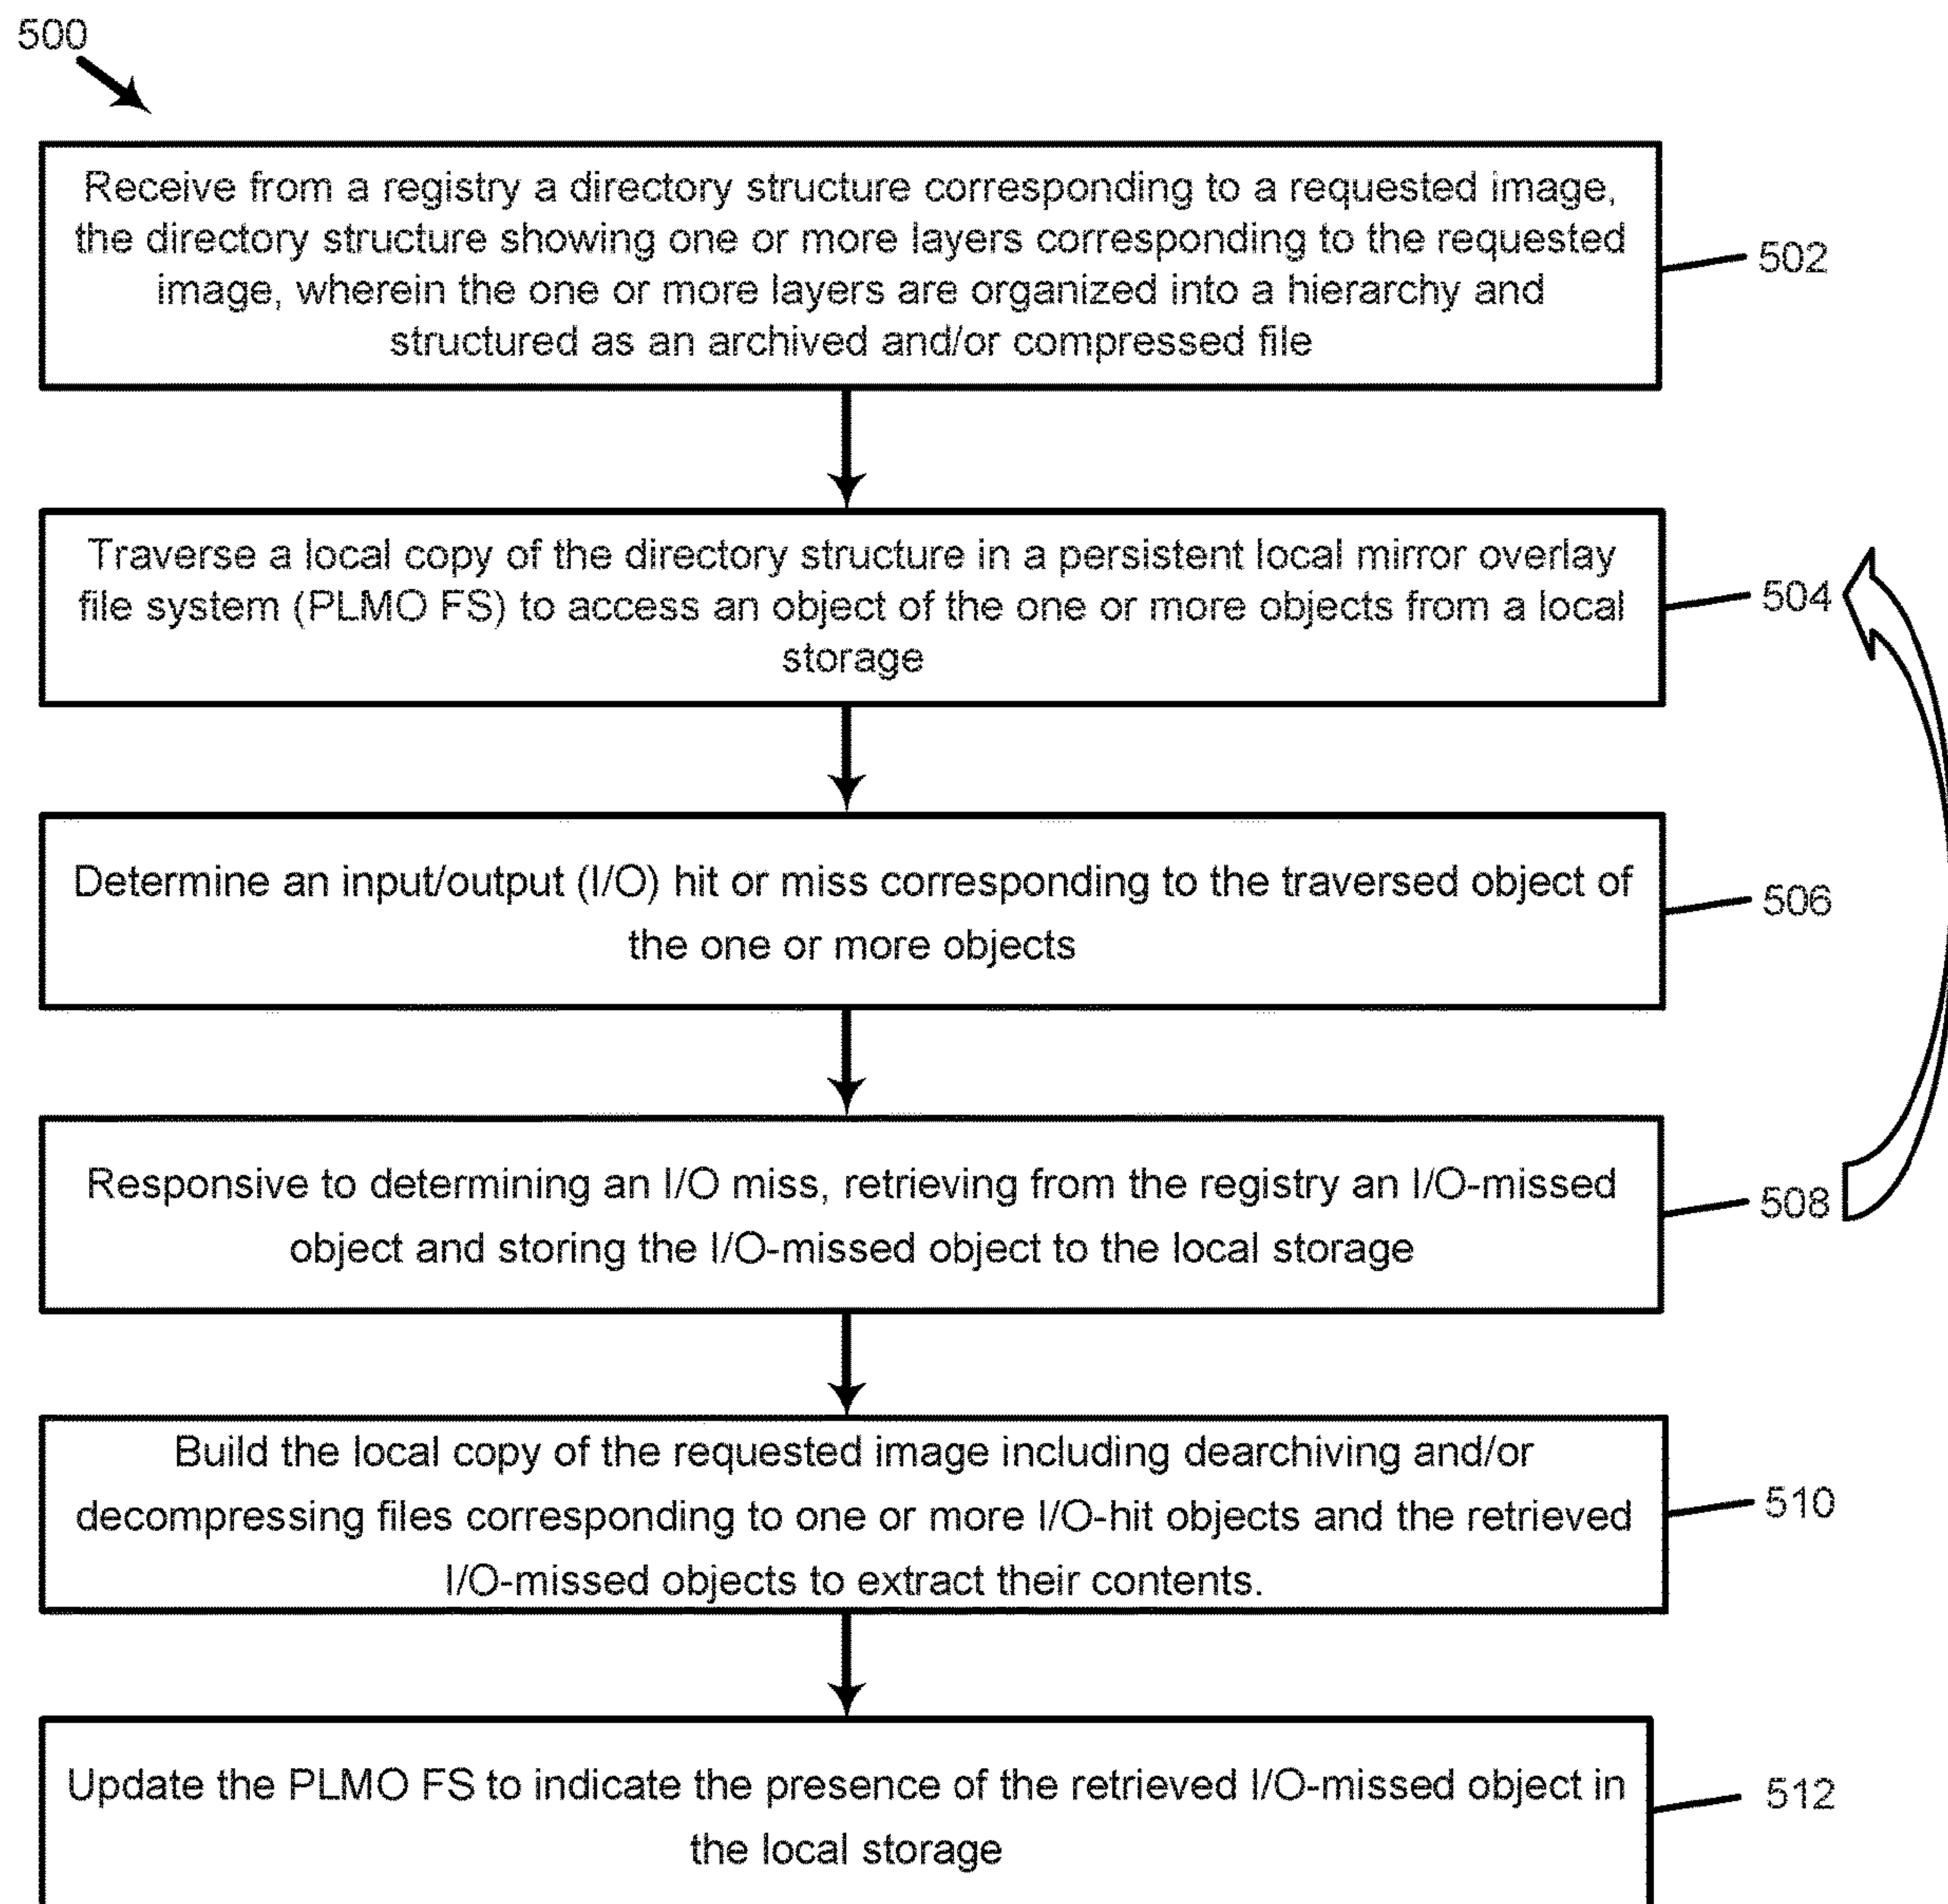 500
Receive from a registry a directory structure corresponding to a requested image,
the directory structure showing one or more layers corresponding to the requested
image, wherein the one or more layers are organized into a hierarchy and
structured as an archived and/or compressed file
502
Traverse a local copy of the directory structure in a persistent local mirror overlay
file system (PLMO FS) to access an object of the one or more objects from a local
storage
504
Determine an input/output (I/O) hit or miss corresponding to the traversed object of
the one or more objects
506
Responsive to determining an I/O miss, retrieving from the registry an I/O-missed
object and storing the I/O-missed object to the local storage
508
Build the local copy of the requested image including dearchiving and/or
decompressing files corresponding to one or more I/O-hit objects and the retrieved
I/O-missed objects to extract their contents.
510
Update the PLMO FS to indicate the presence of the retrieved I/O-missed object in
the local storage
512